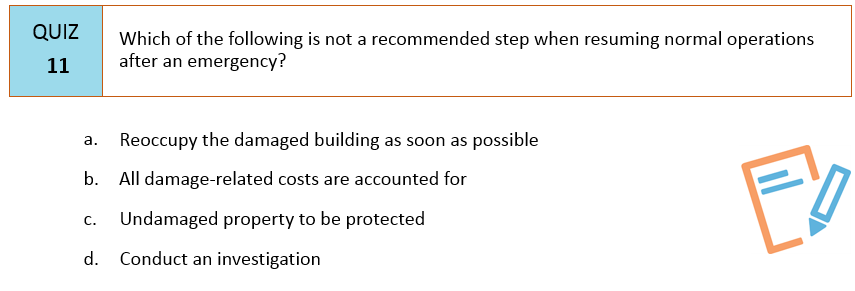 QUIZ
11
Which of the following is not a recommended step when resuming normal operations
after an emergency?
a. Reoccupy the damaged building as soon as possible
b. All damage-related costs are accounted for
c. Undamaged property to be protected
d. Conduct an investigation